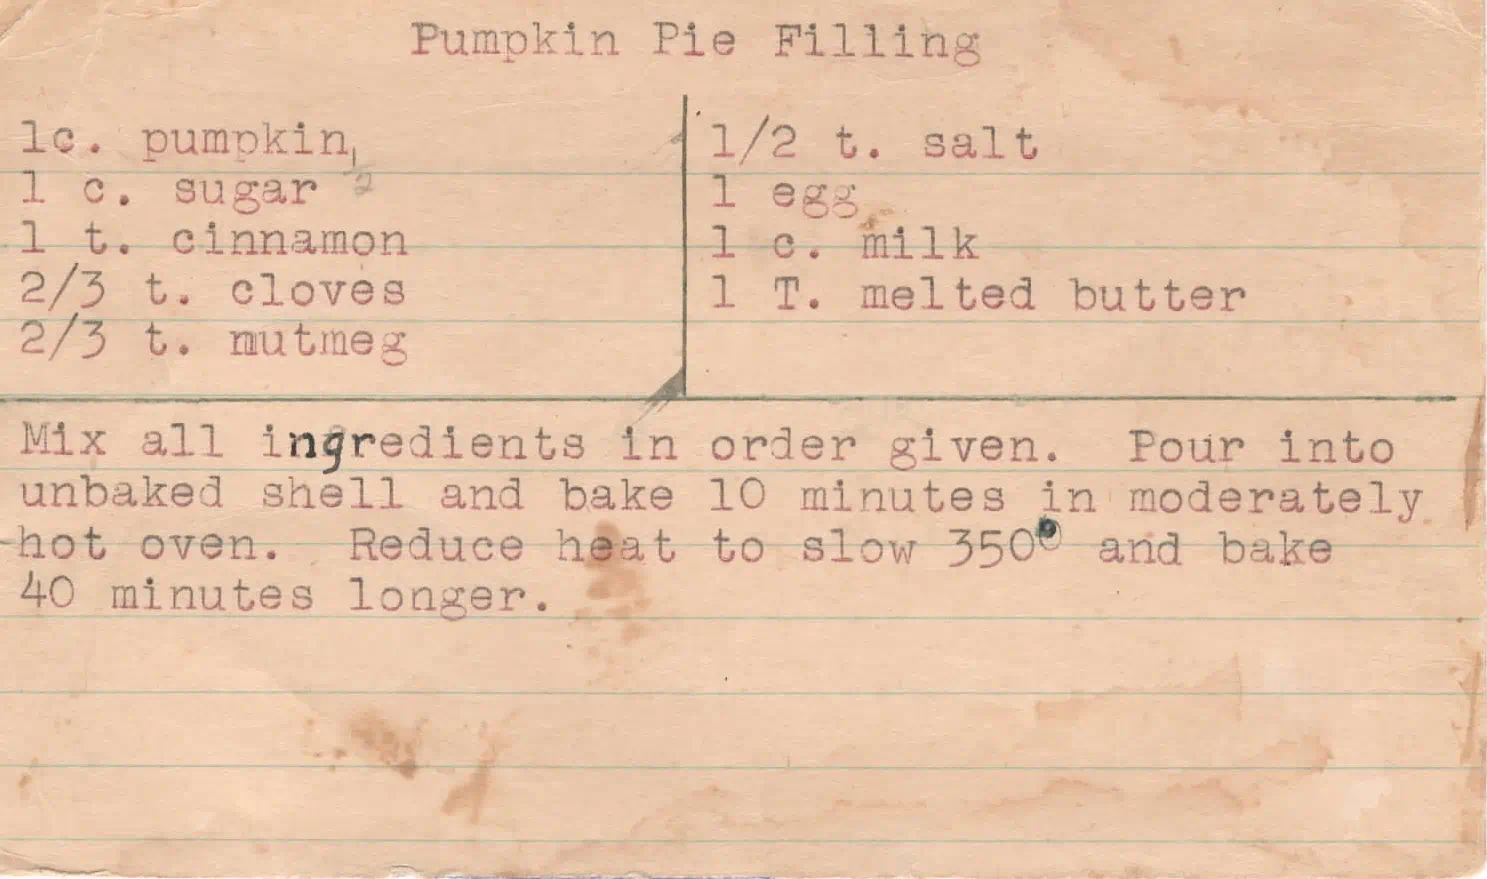 Pumpkin Pie Filling
1c. pumpkin
1 c. sugar
1 t. cinnamon
2/3 t. cloves
2/3 t. nutmeg
1/2 t. salt
1 egg
1 c. milk
1 T. melted butter
Mix all ingredients in order given. Pour into
unbaked shell and bake 10 minutes in moderately
hot oven. Reduce heat to slow 350° and bake
40 minutes longer.